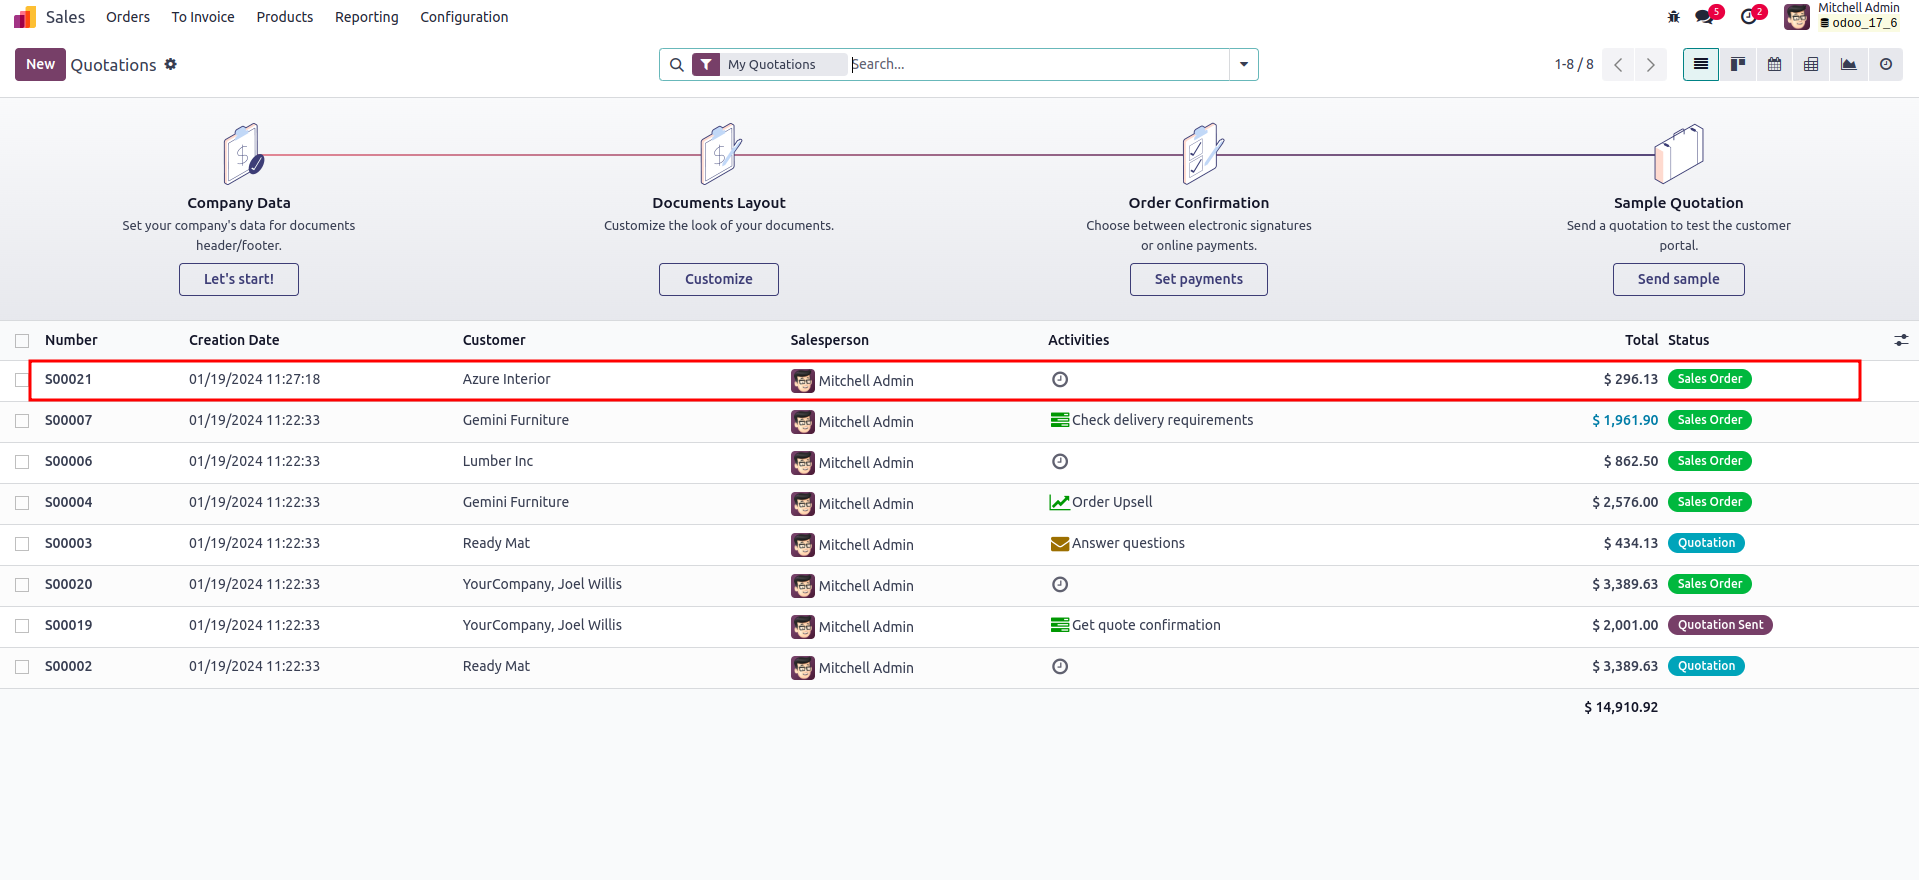 Sales Orders To Invoice Products Reporting Configuration 5 2 Mitchell Admin
odoo_17_6
New Quotations My Quotations Search... 1-8 / 8
Company Data
Set your company's data for documents
header/footer.
Let's start!
Documents Layout
Customize the look of your documents.
Customize
Order Confirmation
Choose between electronic signatures
or online payments.
Set payments
Sample Quotation
Send a quotation to test the customer
portal.
Send sample
Number Creation Date Customer Salesperson Activities Total Status
S00021 01/19/2024 11:27:18 Azure Interior Mitchell Admin $ 296.13 Sales Order
S00007 01/19/2024 11:22:33 Gemini Furniture Mitchell Admin Check delivery requirements $ 1,961.90 Sales Order
S00006 01/19/2024 11:22:33 Lumber Inc Mitchell Admin $ 862.50 Sales Order
S00004 01/19/2024 11:22:33 Gemini Furniture Mitchell Admin Order Upsell $ 2,576.00 Sales Order
S00003 01/19/2024 11:22:33 Ready Mat Mitchell Admin Answer questions $ 434.13 Quotation
S00020 01/19/2024 11:22:33 YourCompany, Joel Willis Mitchell Admin $ 3,389.63 Sales Order
S00019 01/19/2024 11:22:33 YourCompany, Joel Willis Mitchell Admin Get quote confirmation $ 2,001.00 Quotation Sent
S00002 01/19/2024 11:22:33 Ready Mat Mitchell Admin $ 3,389.63 Quotation
$ 14,910.92